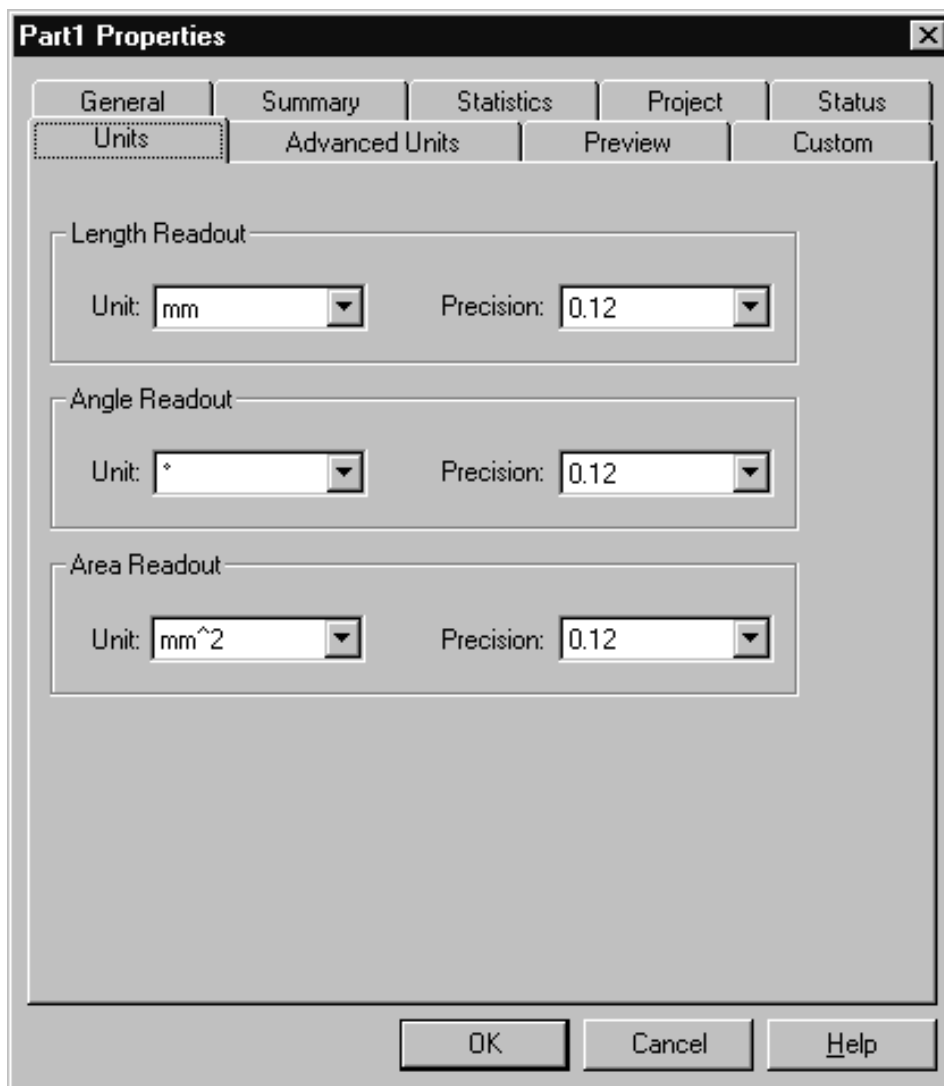 Part1 Properties
General Summary Statistics Project Status
Units Advanced Units Preview Custom
Length Readout
Unit: mm Precision: 0.12
Angle Readout
Unit: ° Precision: 0.12
Area Readout
Unit: mm^2 Precision: 0.12
OK Cancel Help